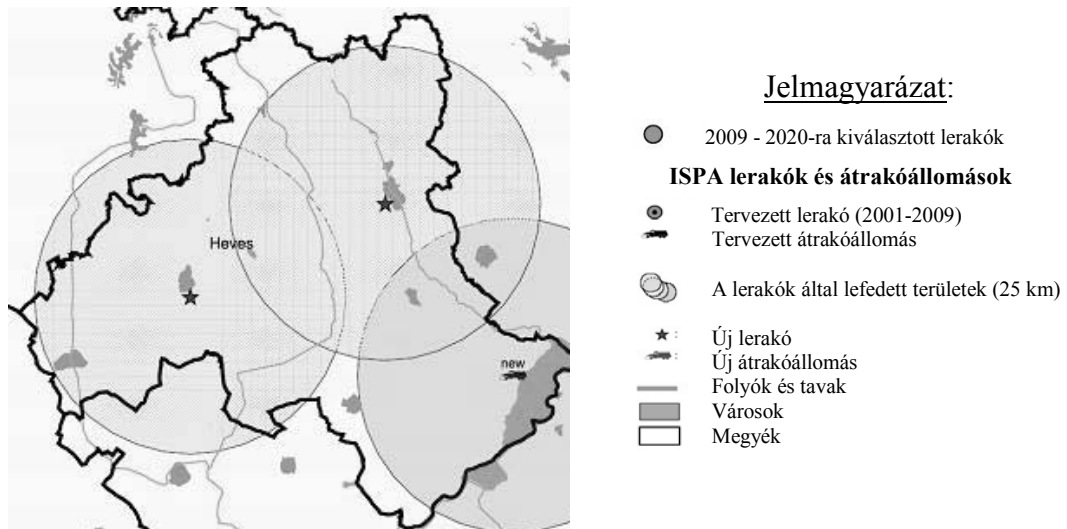 Heves
new
Jelmagyarázat:
2009 - 2020-ra kiválasztott lerakók
ISPA lerakók és átrakóállomások
Tervezett lerakó (2001-2009)
Tervezett átrakóállomás
A lerakók által lefedett területek (25 km)
Új lerakó
Új átrakóállomás
Folyók és tavak
Városok
Megyék